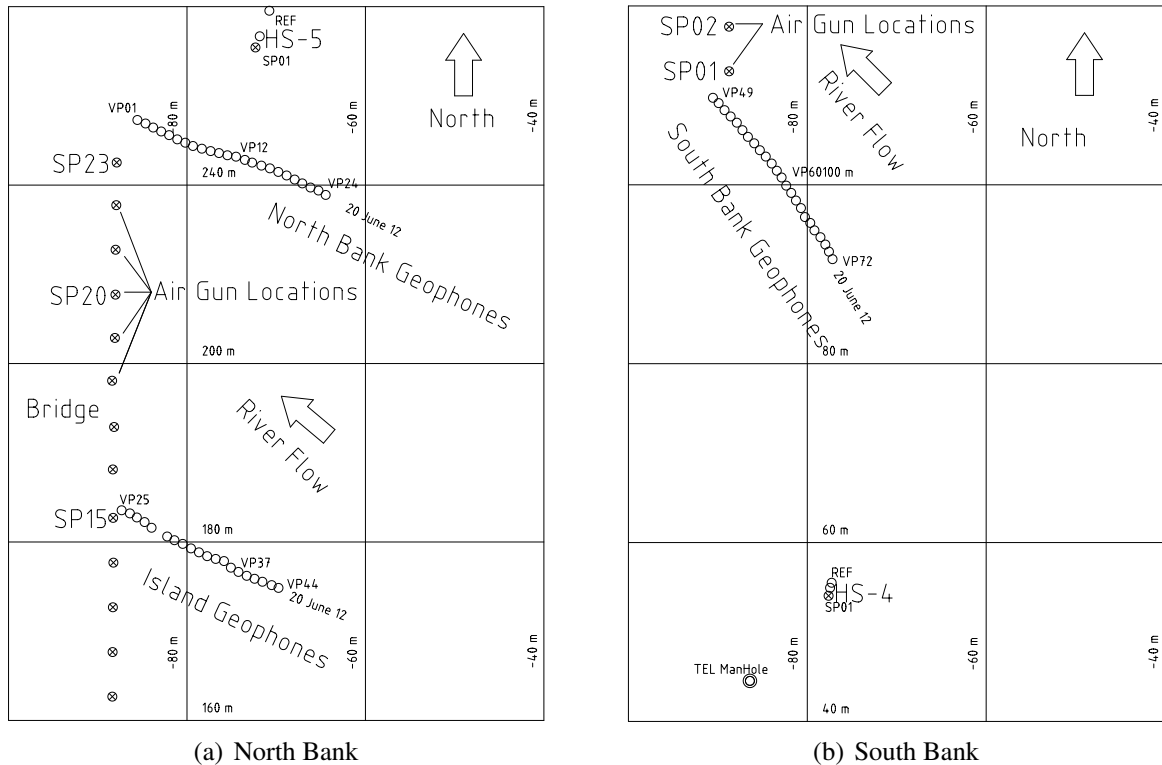 REF
HS-5
SP01
North
VP01
-80 m
-60 m
-40 m
VP12
SP23
240 m
VP24
20 June 12
North Bank Geophones
SP20
Air Gun Locations
200 m
Bridge
River Flow
VP25
SP15
180 m
VP37
VP44
20 June 12
Island Geophones
-80 m
-60 m
-40 m
160 m
(a) North Bank
SP02
Air Gun Locations
SP01
River Flow
VP49
-80 m
-60 m
-40 m
North
South Bank Geophones
VP60
100 m
VP72
20 June 12
80 m
60 m
REF
HS-4
SP01
TEL ManHole
-80 m
-60 m
-40 m
40 m
(b) South Bank